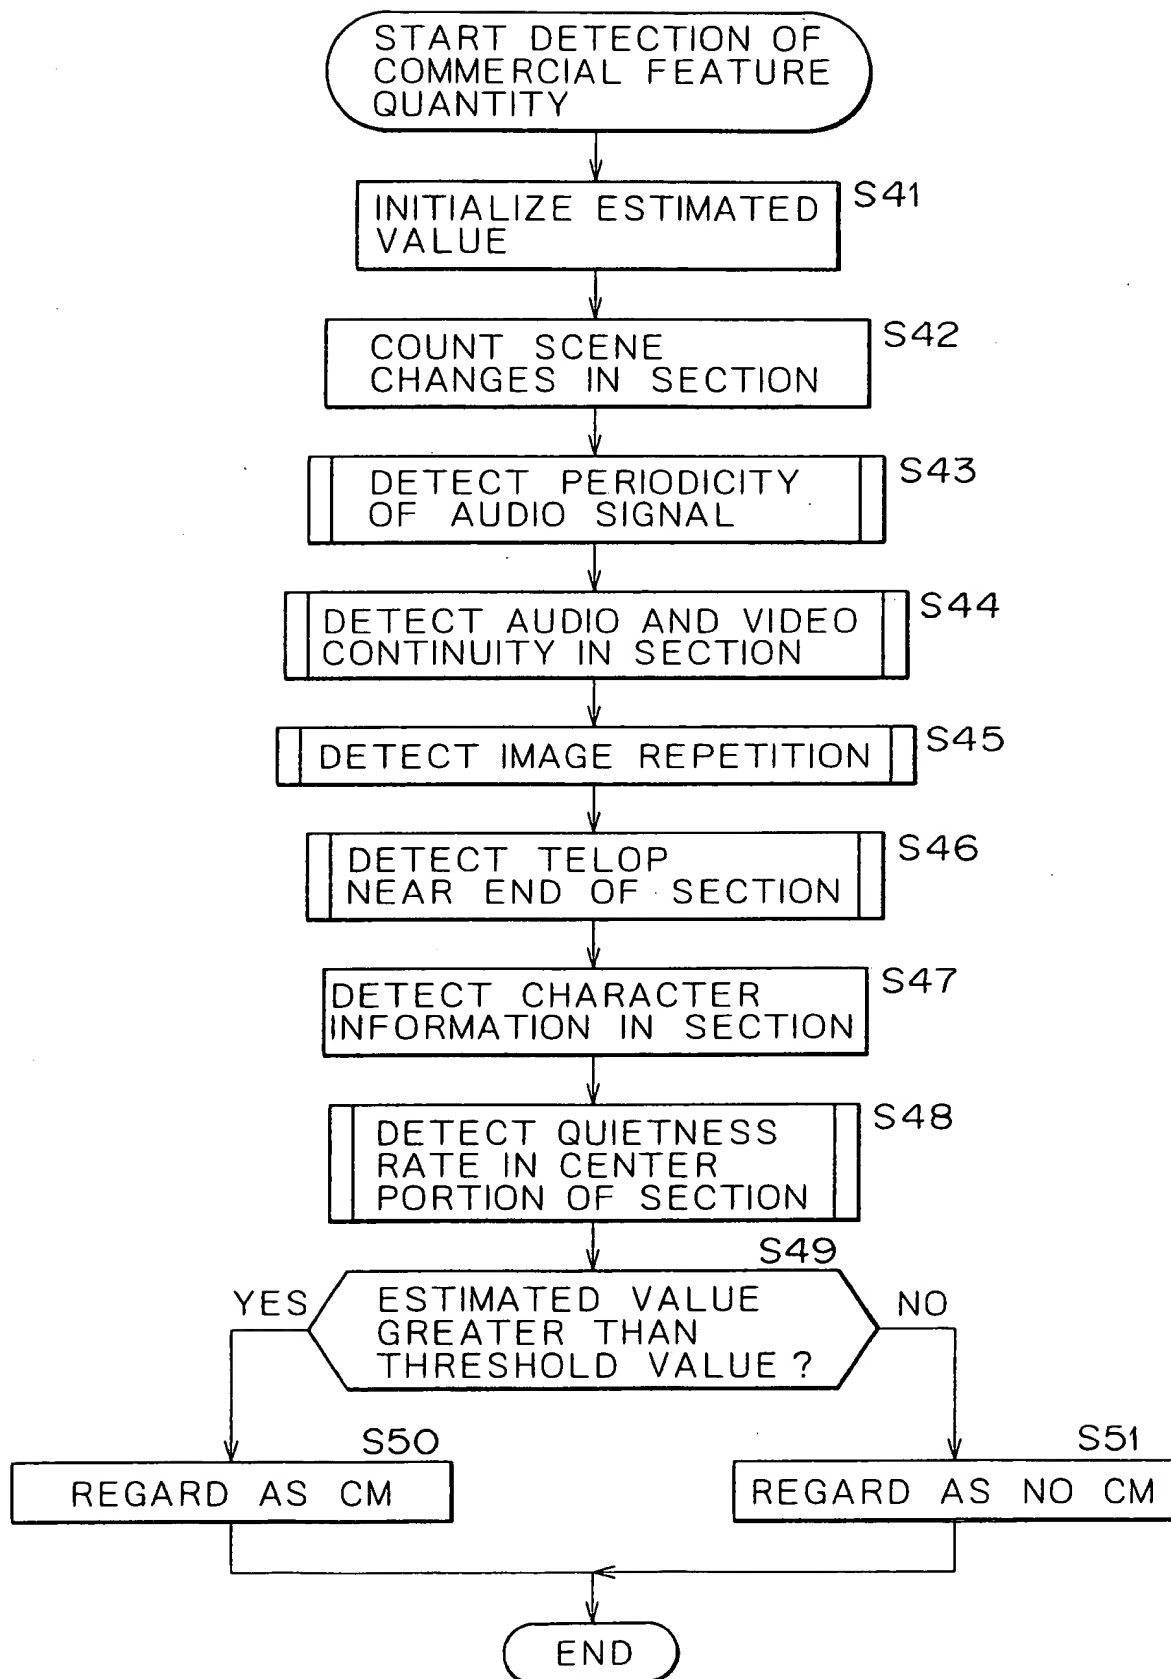 START DETECTION OF
COMMERCIAL FEATURE
QUANTITY
S41
INITIALIZE ESTIMATED
VALUE
S42
COUNT SCENE
CHANGES IN SECTION
S43
DETECT PERIODICITY
OF AUDIO SIGNAL
S44
DETECT AUDIO AND VIDEO
CONTINUITY IN SECTION
S45
DETECT IMAGE REPETITION
S46
DETECT TELOP
NEAR END OF SECTION
S47
DETECT CHARACTER
INFORMATION IN SECTION
S48
DETECT QUIETNESS
RATE IN CENTER
PORTION OF SECTION
S49
YES
ESTIMATED VALUE
GREATER THAN
THRESHOLD VALUE ?
NO
S50
REGARD AS CM
S51
REGARD AS NO CM
END